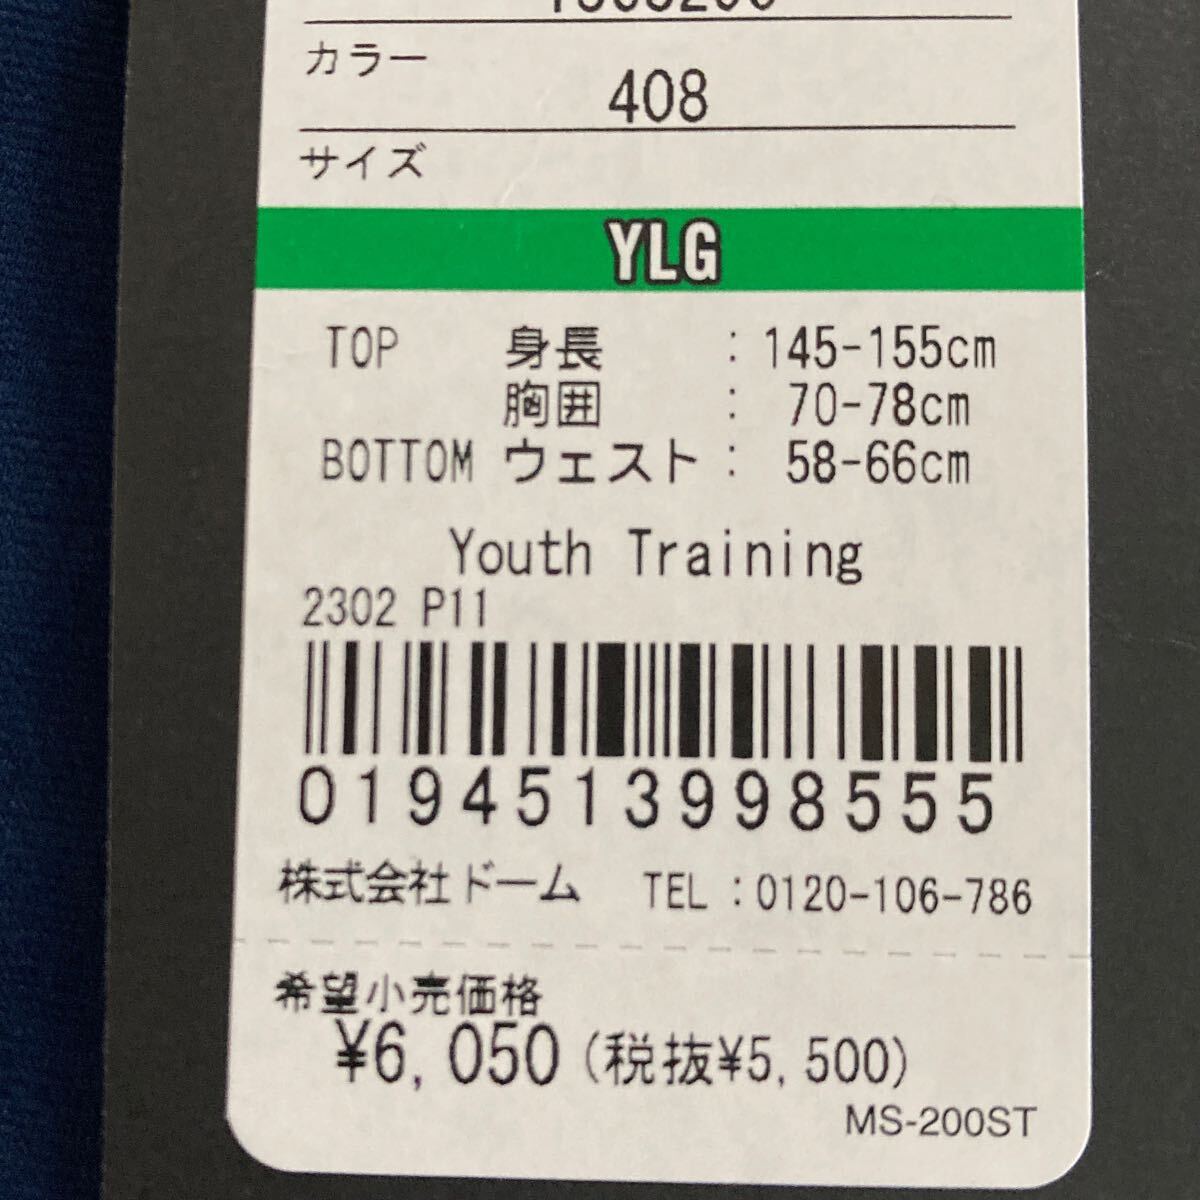 カラー
408
サイズ
YLG
TOP 身長 : 145-155cm
胸囲 : 70-78cm
BOTTOM ウェスト : 58-66cm
Youth Training
2302 P11
0194513998555
株式会社ドーム TEL:0120-106-786
希望小売価格
¥6,050 (税抜¥5,500)
MS-200ST